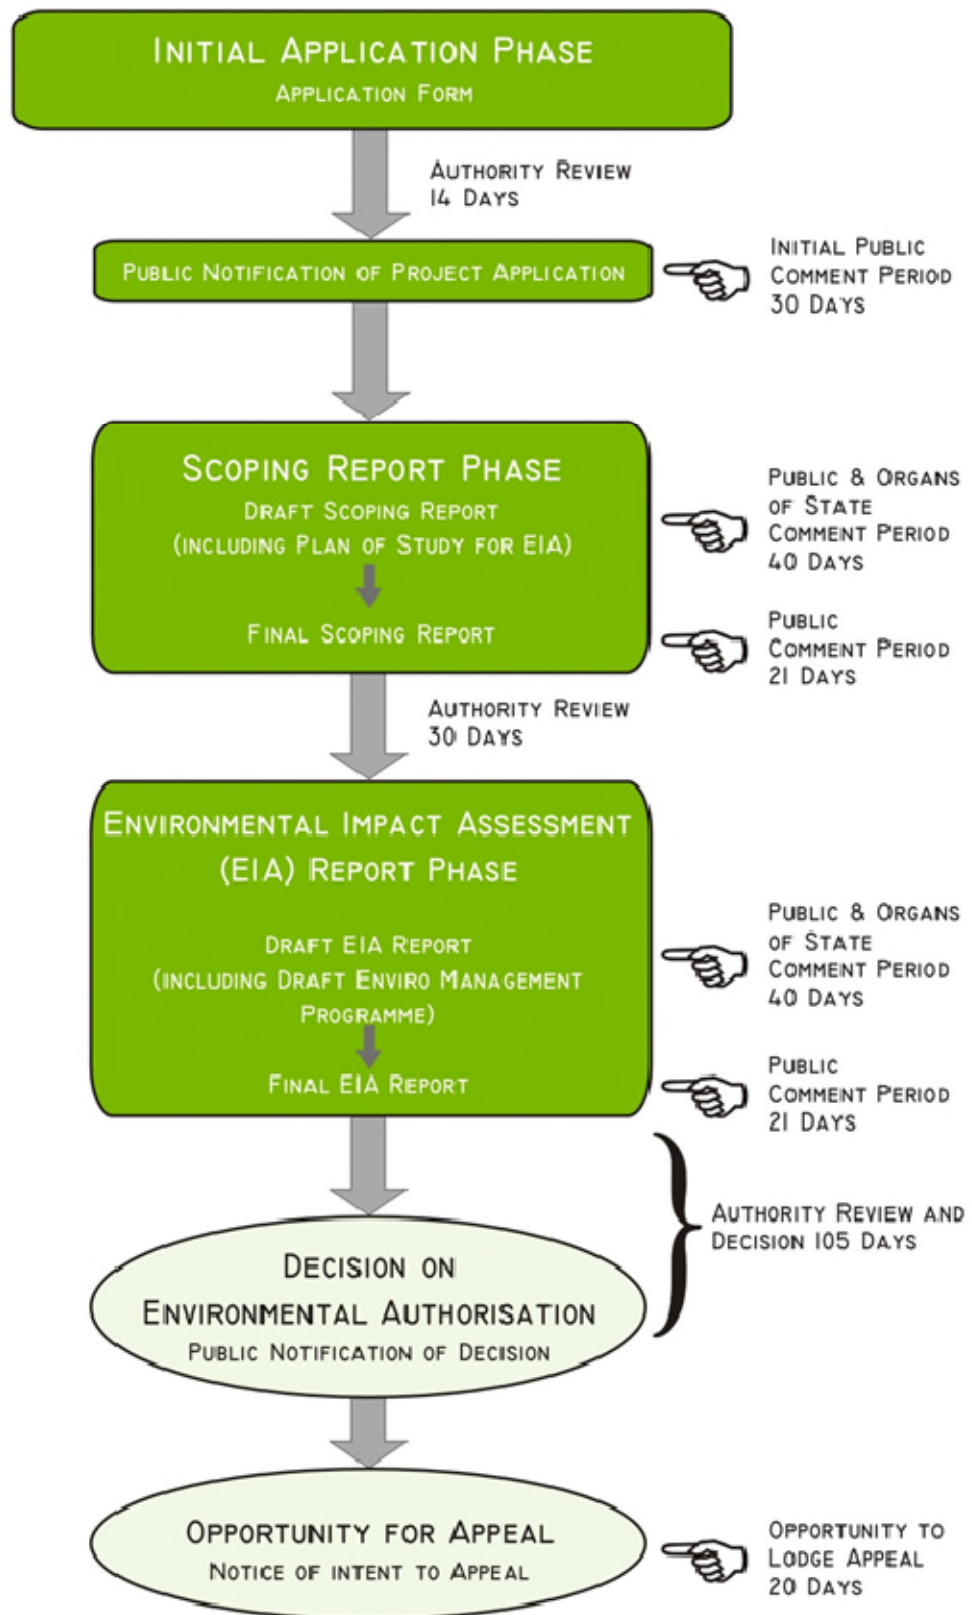 INITIAL APPLICATION PHASE
APPLICATION FORM
AUTHORITY REVIEW
14 DAYS
PUBLIC NOTIFICATION OF PROJECT APPLICATION
INITIAL PUBLIC
COMMENT PERIOD
30 DAYS
SCOPING REPORT PHASE
DRAFT SCOPING REPORT
(INCLUDING PLAN OF STUDY FOR EIA)
FINAL SCOPING REPORT
PUBLIC & ORGANS
OF STATE
COMMENT PERIOD
40 DAYS
PUBLIC
COMMENT PERIOD
21 DAYS
AUTHORITY REVIEW
30 DAYS
ENVIRONMENTAL IMPACT ASSESSMENT
(EIA) REPORT PHASE
DRAFT EIA REPORT
(INCLUDING DRAFT ENVIRO MANAGEMENT
PROGRAMME)
FINAL EIA REPORT
PUBLIC & ORGANS
OF STATE
COMMENT PERIOD
40 DAYS
PUBLIC
COMMENT PERIOD
21 DAYS
AUTHORITY REVIEW AND
DECISION 105 DAYS
DECISION ON
ENVIRONMENTAL AUTHORISATION
PUBLIC NOTIFICATION OF DECISION
OPPORTUNITY FOR APPEAL
NOTICE OF INTENT TO APPEAL
OPPORTUNITY TO
LODGE APPEAL
20 DAYS